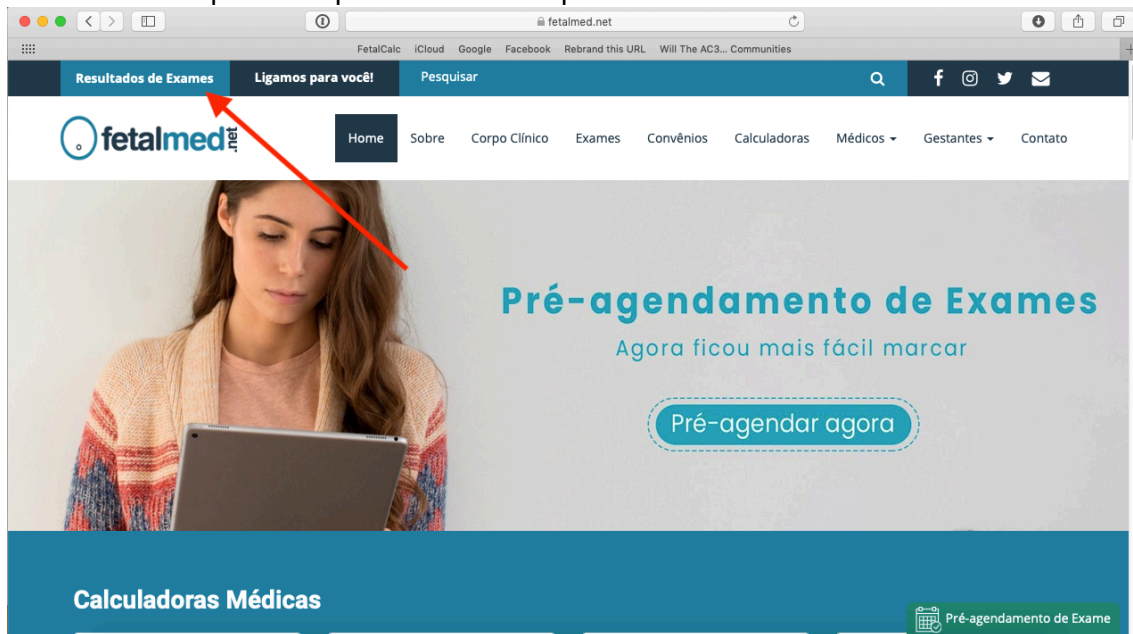 fetalmed.net
FetalCalc iCloud Google Facebook Rebrand this URL Will The AC3... Communities
Resultados de Exames Ligamos para você! Pesquisar
fetalmed.net
Home Sobre Corpo Clínico Exames Convênios Calculadoras Médicos Gestantes Contato
Pré-agendamento de Exames
Agora ficou mais fácil marcar
Pré-agendar agora
Calculadoras Médicas
Pré-agendamento de Exame